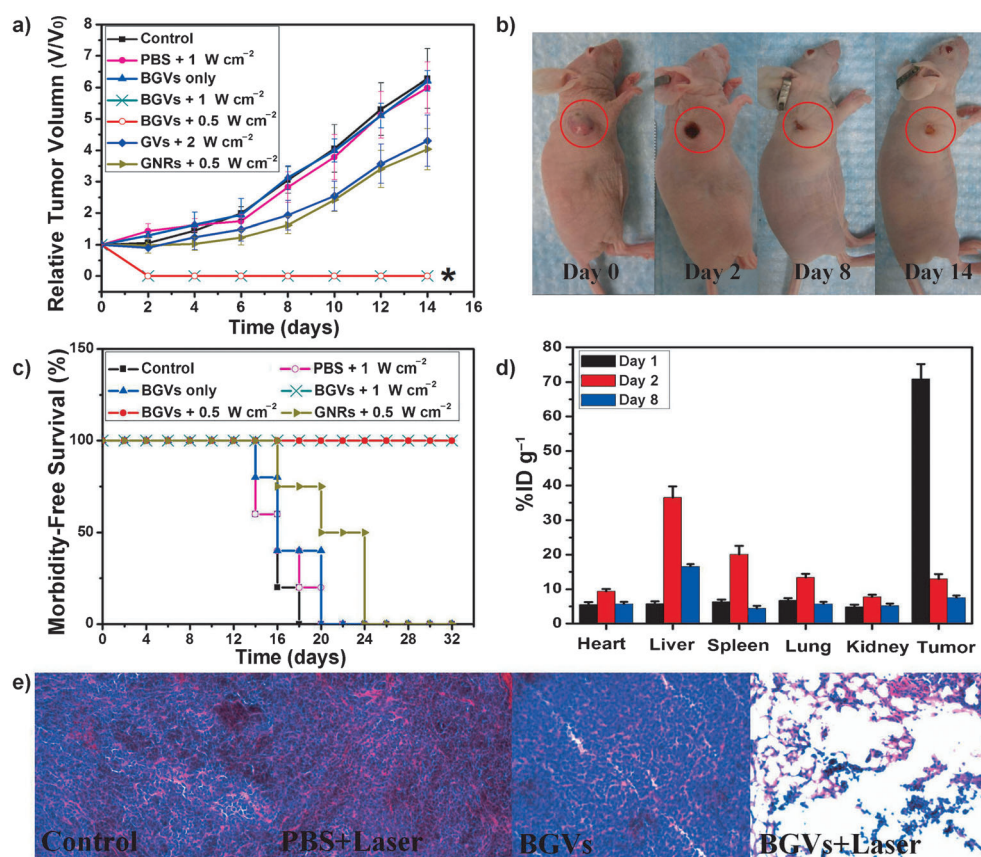 a)
Relative Tumor Volumn (V/V₀)
8
7
6
5
4
3
2
1
0
Control
PBS + 1 W cm⁻²
BGVs only
BGVs + 1 W cm⁻²
BGVs + 0.5 W cm⁻²
GVs + 2 W cm⁻²
GNRs + 0.5 W cm⁻²
*
0 2 4 6 8 10 12 14 16
Time (days)
b)
Day 0 Day 2 Day 8 Day 14
c)
Morbidity-Free Survival (%)
150
100
50
0
Control PBS + 1 W cm⁻²
BGVs only BGVs + 1 W cm⁻²
BGVs + 0.5 W cm⁻² GNRs + 0.5 W cm⁻²
0 4 8 12 16 20 24 28 32
Time (days)
d)
%ID g⁻¹
80
70
60
50
40
30
20
10
0
Day 1
Day 2
Day 8
Heart Liver Spleen Lung Kidney Tumor
e)
Control PBS+Laser BGVs BGVs+Laser